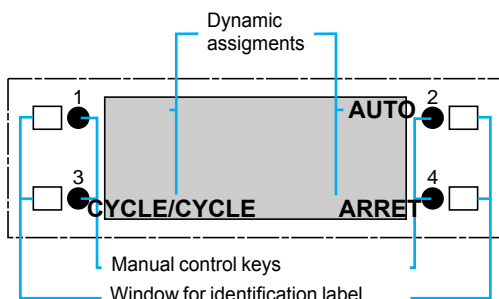 Dynamic
assigments
1
AUTO
2
3
CYCLE/CYCLE
ARRET
4
Manual control keys
Window for identification label